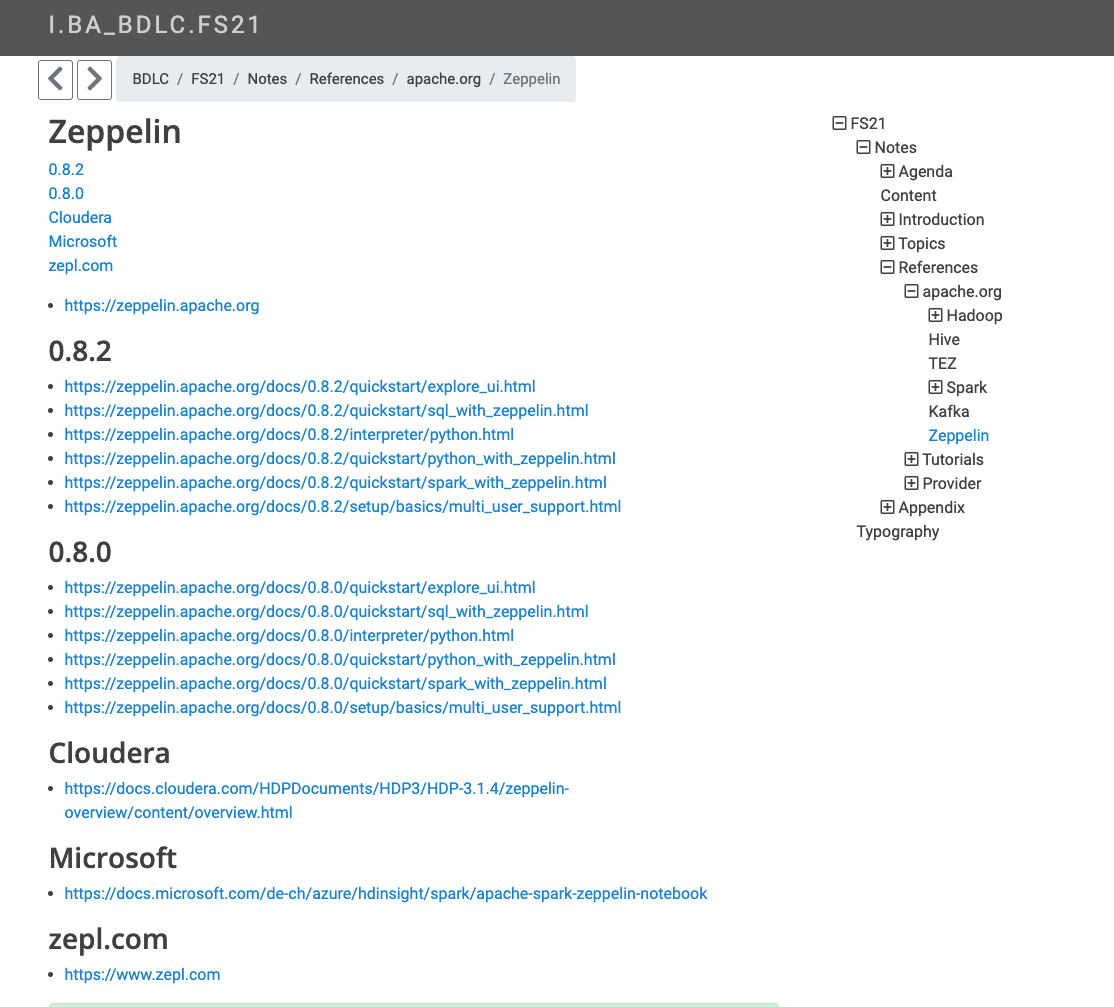 I.BA_BDLC.FS21
BDLC / FS21 / Notes / References / apache.org / Zeppelin
Zeppelin
0.8.2
0.8.0
Cloudera
Microsoft
zepl.com
• https://zeppelin.apache.org
0.8.2
• https://zeppelin.apache.org/docs/0.8.2/quickstart/explore_ui.html
• https://zeppelin.apache.org/docs/0.8.2/quickstart/sql_with_zeppelin.html
• https://zeppelin.apache.org/docs/0.8.2/interpreter/python.html
• https://zeppelin.apache.org/docs/0.8.2/quickstart/python_with_zeppelin.html
• https://zeppelin.apache.org/docs/0.8.2/quickstart/spark_with_zeppelin.html
• https://zeppelin.apache.org/docs/0.8.2/setup/basics/multi_user_support.html
0.8.0
• https://zeppelin.apache.org/docs/0.8.0/quickstart/explore_ui.html
• https://zeppelin.apache.org/docs/0.8.0/quickstart/sql_with_zeppelin.html
• https://zeppelin.apache.org/docs/0.8.0/interpreter/python.html
• https://zeppelin.apache.org/docs/0.8.0/quickstart/python_with_zeppelin.html
• https://zeppelin.apache.org/docs/0.8.0/quickstart/spark_with_zeppelin.html
• https://zeppelin.apache.org/docs/0.8.0/setup/basics/multi_user_support.html
Cloudera
• https://docs.cloudera.com/HDPDocuments/HDP3/HDP-3.1.4/zeppelin-
overview/content/overview.html
Microsoft
• https://docs.microsoft.com/de-ch/azure/hdinsight/spark/apache-spark-zeppelin-notebook
zepl.com
• https://www.zepl.com
FS21
Notes
Agenda
Content
Introduction
Topics
References
apache.org
Hadoop
Hive
TEZ
Spark
Kafka
Zeppelin
Tutorials
Provider
Appendix
Typography